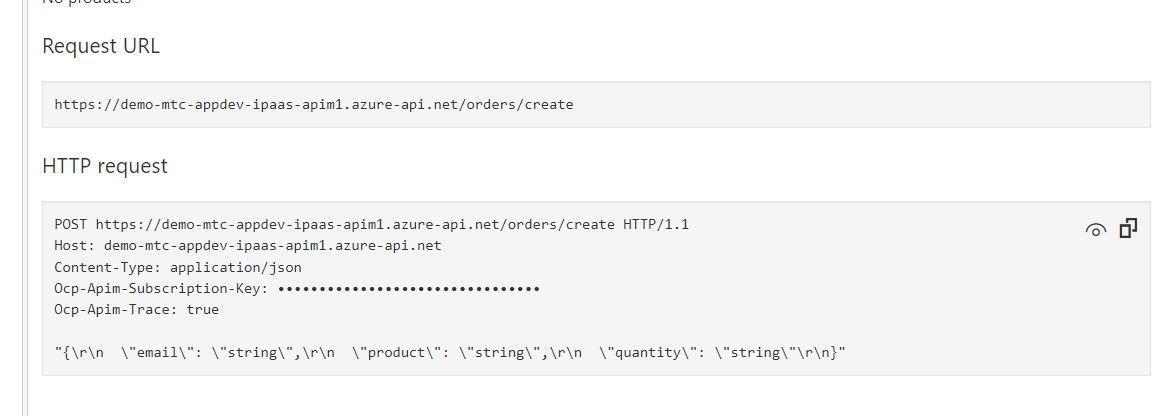 No products
Request URL
https://demo-mtc-appdev-ipaas-apim1.azure-api.net/orders/create
HTTP request
POST https://demo-mtc-appdev-ipaas-apim1.azure-api.net/orders/create HTTP/1.1
Host: demo-mtc-appdev-ipaas-apim1.azure-api.net
Content-Type: application/json
Ocp-Apim-Subscription-Key: ••••••••••••••••••••••••••••••••
Ocp-Apim-Trace: true
"{\r\n  \"email\": \"string\",\r\n  \"product\": \"string\",\r\n  \"quantity\": \"string\"\r\n}"